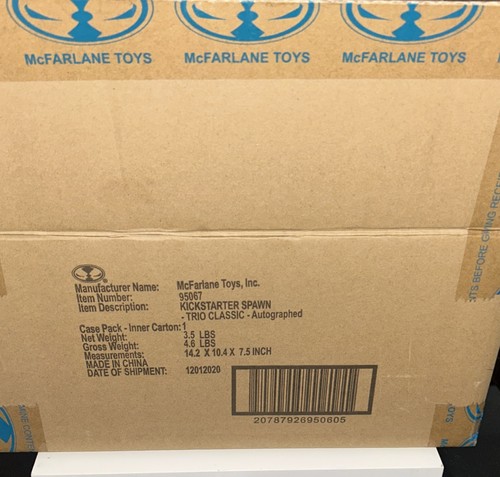 McFARLANE TOYS McFARLANE TOYS McFARLANE TOYS
ITS BEFORE
Manufacturer Name: McFarlane Toys, Inc.
Item Number: 95067
Item Description: KICKSTARTER SPAWN
- TRIO CLASSIC - Autographed
Case Pack - Inner Carton: 1
Net Weight: 3.5 LBS
Gross Weight: 4.6 LBS
Measurements: 14.2 X 10.4 X 7.5 INCH
MADE IN CHINA
DATE OF SHIPMENT: 12012020
20787926950605